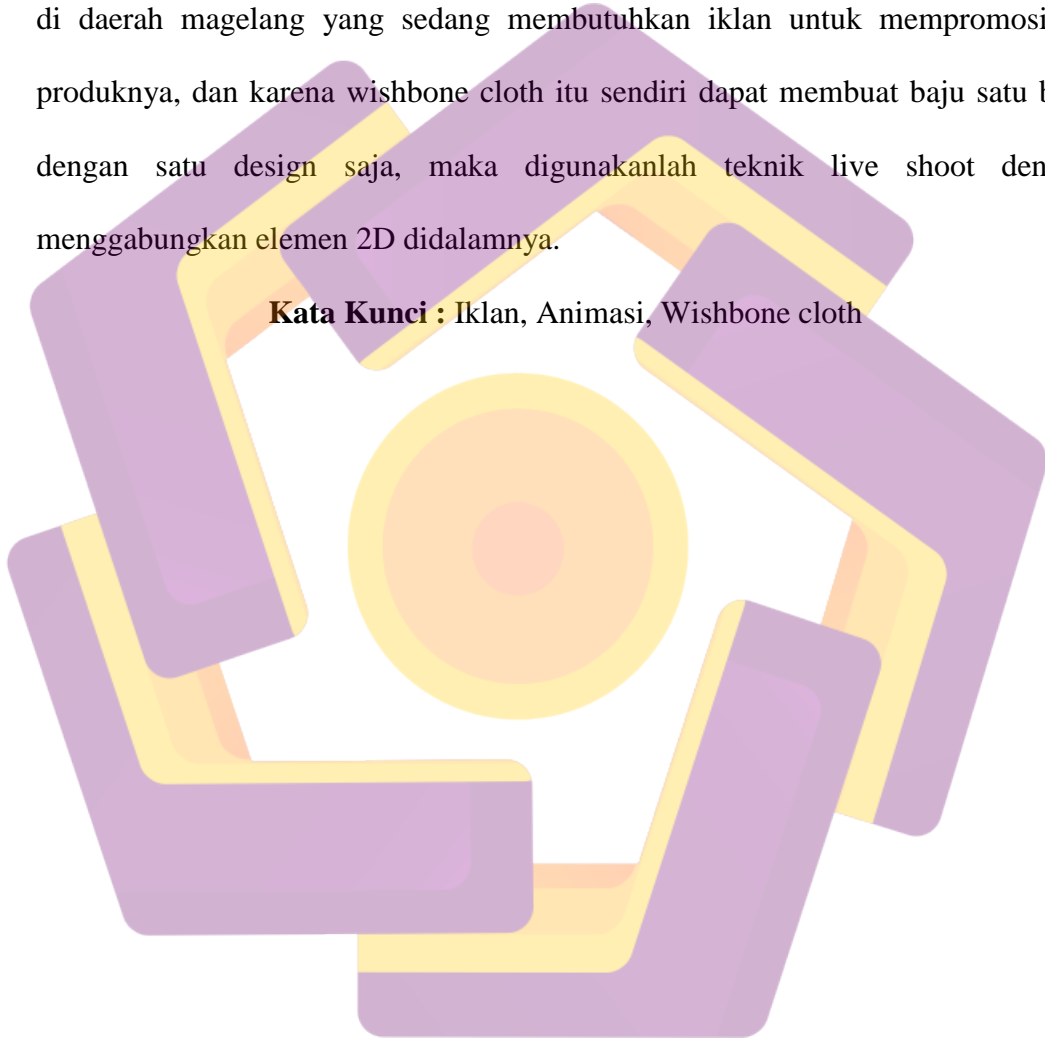 di daerah magelang yang sedang membutuhkan iklan untuk mempromosi
produknya, dan karena wishbone cloth itu sendiri dapat membuat baju satu b
dengan satu design saja, maka digunakanlah teknik live shoot den
menggabungkan elemen 2D didalamnya.
Kata Kunci : Iklan, Animasi, Wishbone cloth